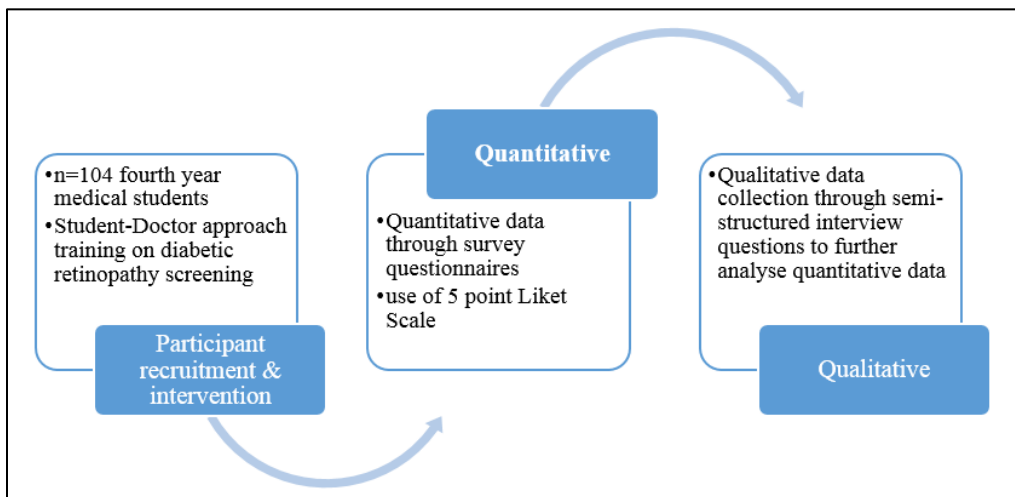 •n=104 fourth year
medical students
•Student-Doctor approach
training on diabetic
retinopathy screening
Participant
recruitment &
intervention
Quantitative
•Quantitative data
through survey
questionnaires
•use of 5 point Liket
Scale
•Qualitative data
collection through semi-
structured interview
questions to further
analyse quantitative data
Qualitative